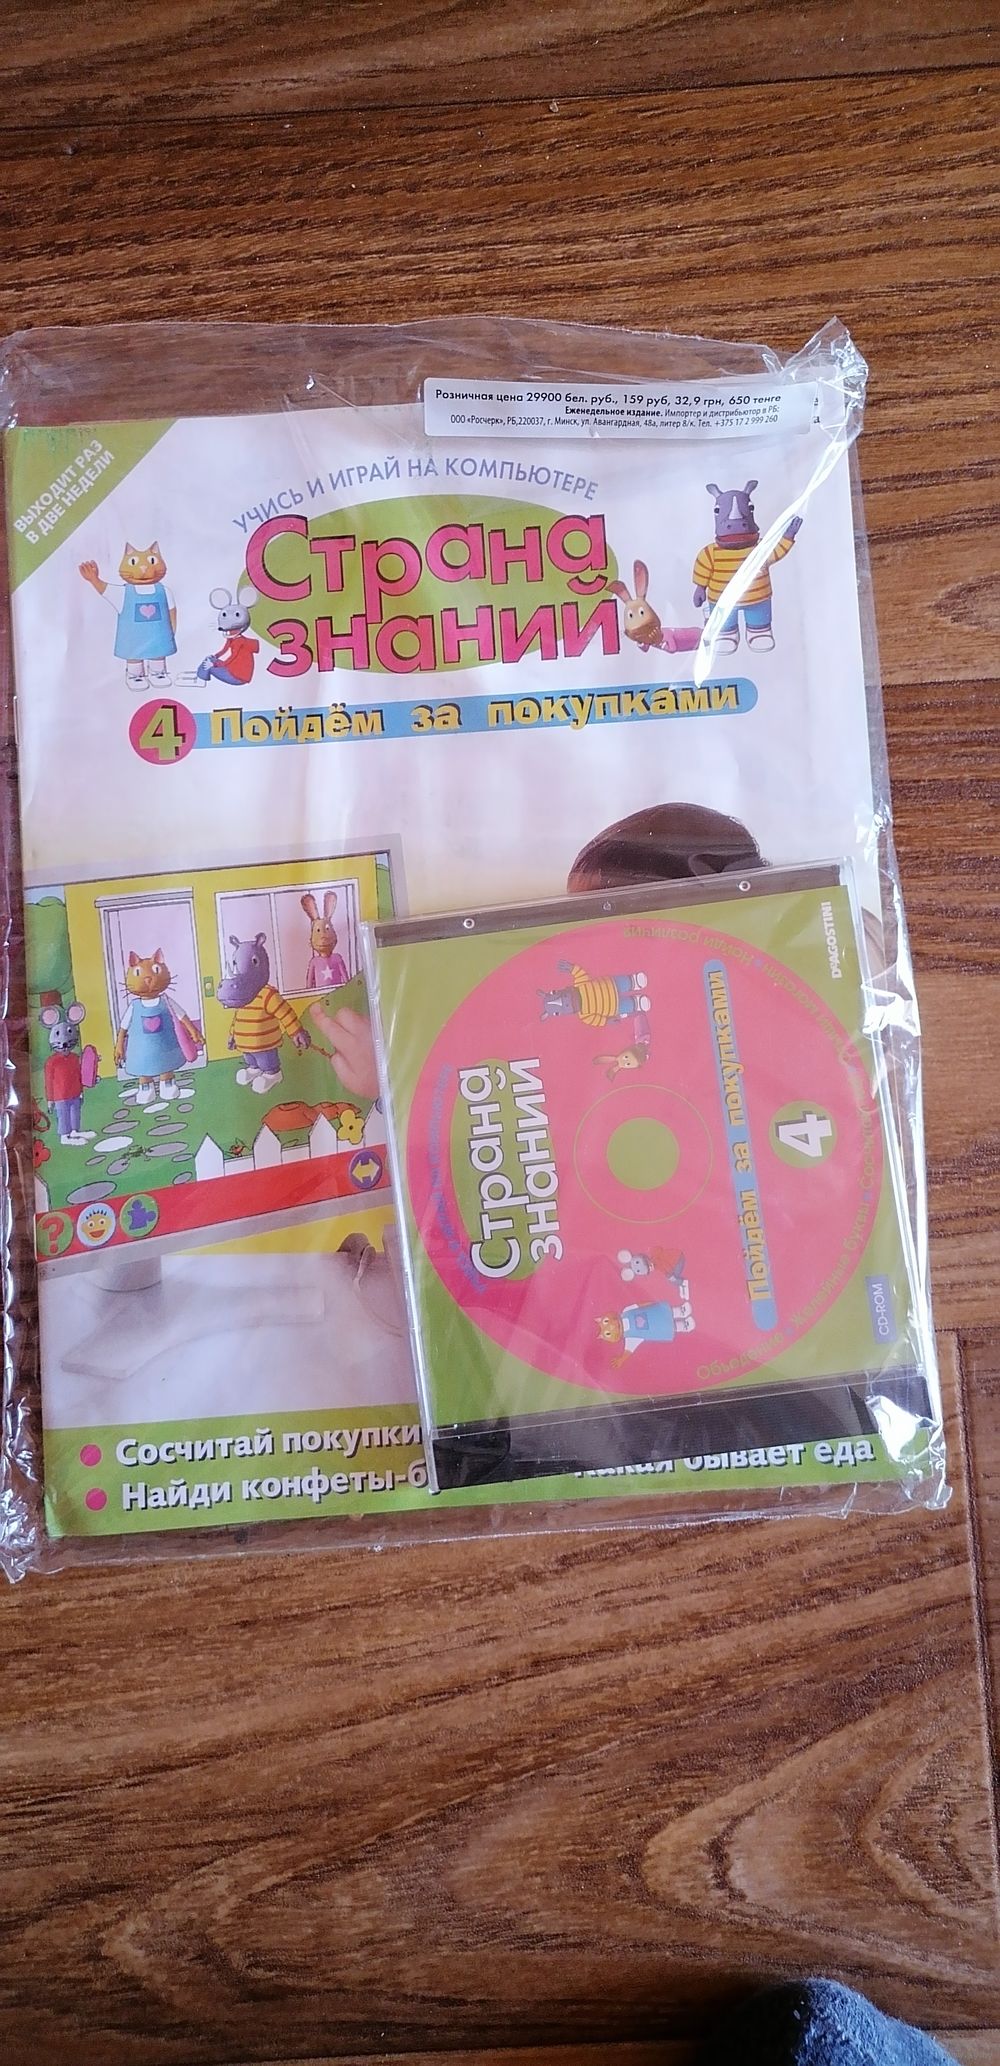 Розничная цена 29900 бел. руб., 159 руб, 32,9 грн, 650 тенге
Еженедельное издание. Импортер и дистрибьютор в РБ:
ООО «Росчерк», РБ,220037, г. Минск, ул. Авангардная, 48а, литер 8/к. Тел. +375 17 2 999 260
ВЫХОДИТ РАЗ
В ДВЕ НЕДЕЛИ
УЧИСЬ И ИГРАЙ НА КОМПЬЮТЕРЕ
Страна
знаний
4 Пойдём за покупками
DeAGOSTINI
Страна
знаний
Пойдём за покупками
4
Найди различия
CD-ROM
Сосчитай покупки
Найди конфеты-б
Какая бывает еда